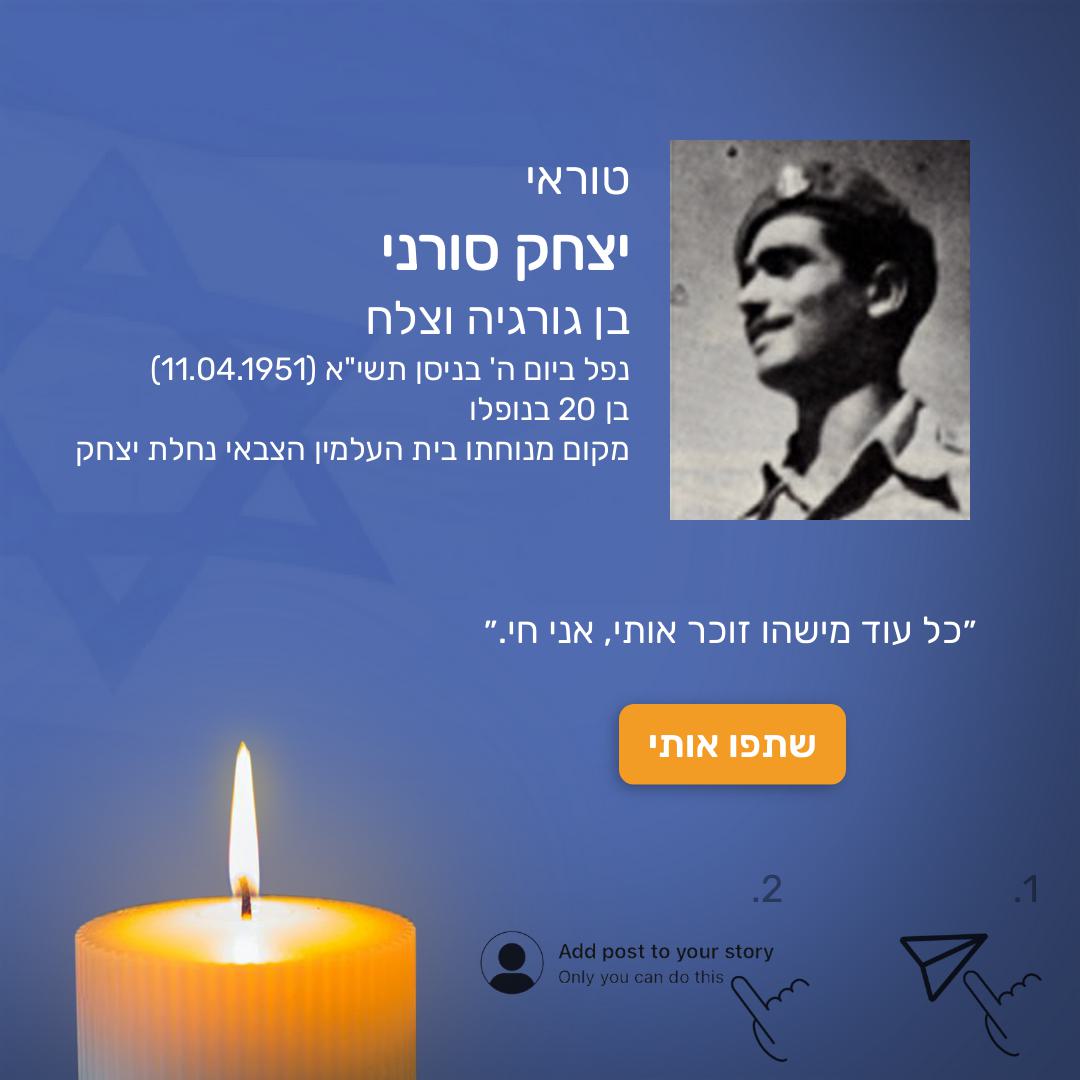 טוראי
יצחק סורני
בן גורגיה וצלח
נפל ביום ה' בניסן תשי"א (11.04.1951)
בן 20 בנופלו
מקום מנוחתו בית העלמין הצבאי נחלת יצחק
״כל עוד מישהו זוכר אותי, אני חי.״
שתפו אותי
.1
.2
Add post to your story
Only you can do this